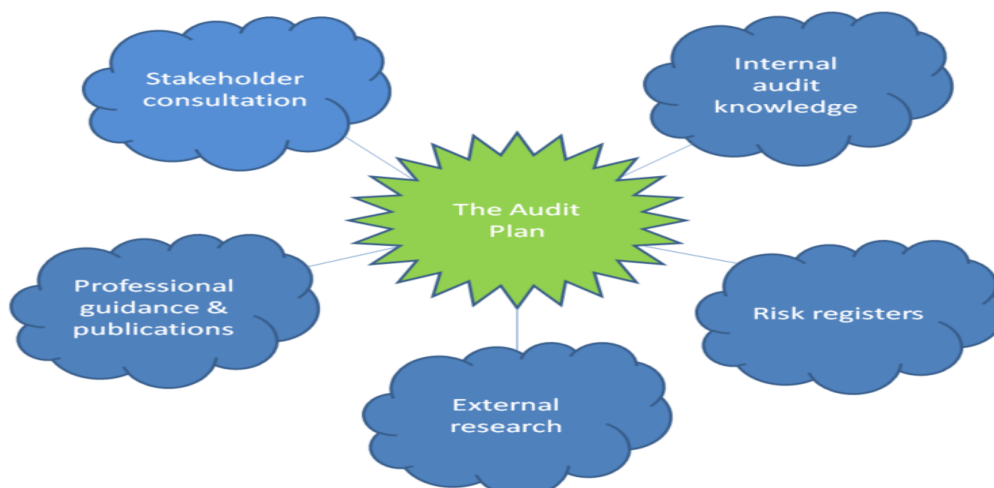 Stakeholder
consultation
Internal
audit
knowledge
The Audit
Plan
Professional
guidance &
publications
Risk registers
External
research